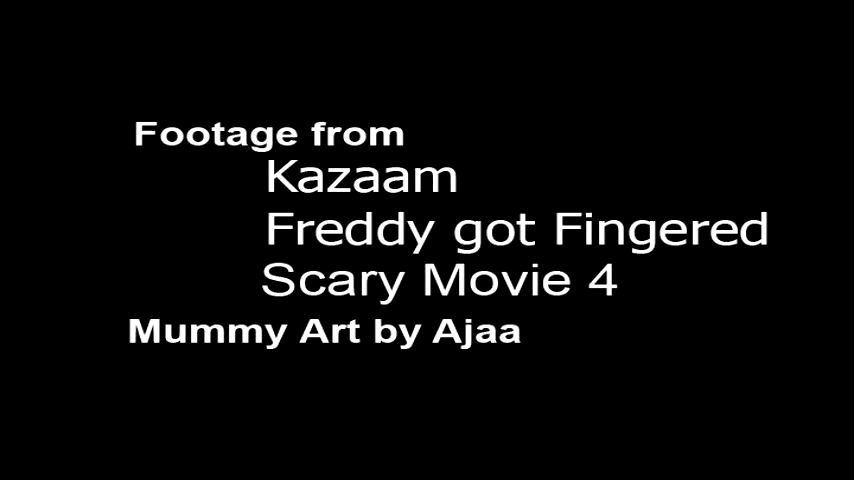 Footage from
Kazaam
Freddy got Fingered
Scary Movie 4
Mummy Art by Ajaa